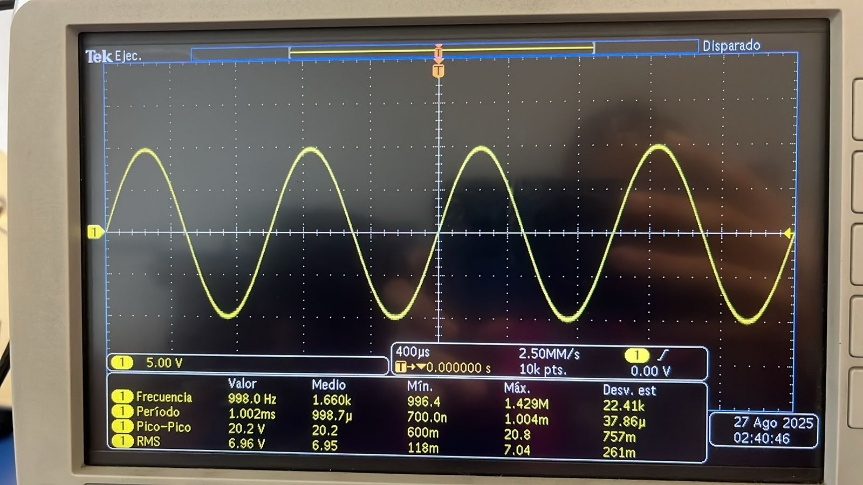 Tek Ejec.
T
Disparado
T
1
1 5.00 V
400µs 2.50MM/s 1 ∫
T→▼0.000000 s 10k pts. 0.00 V
Valor Medio Mín. Máx. Desv. est
1 Frecuencia 998.0 Hz 1.660k 996.4 1.429M 22.41k
1 Período 1.002ms 998.7µ 700.0n 1.004m 37.86µ
1 Pico-Pico 20.2 V 20.2 600m 20.8 757m
1 RMS 6.96 V 6.95 118m 7.04 261m
27 Ago 2025
02:40:46